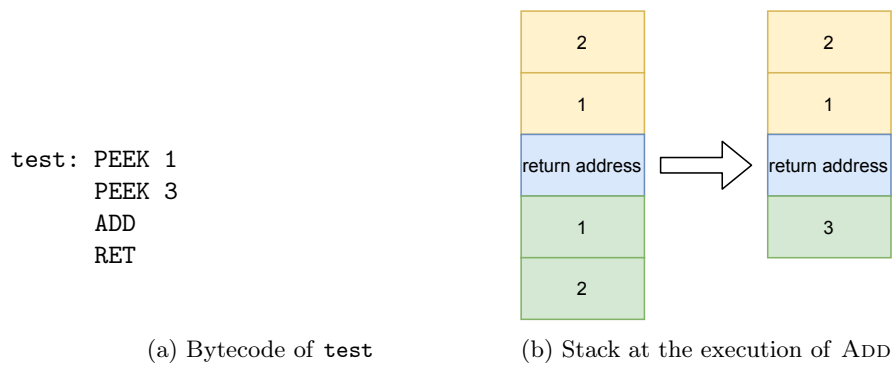 test: PEEK 1
PEEK 3
ADD
RET
(a) Bytecode of test
2
1
return address
1
2
2
1
return address
3
(b) Stack at the execution of ADD